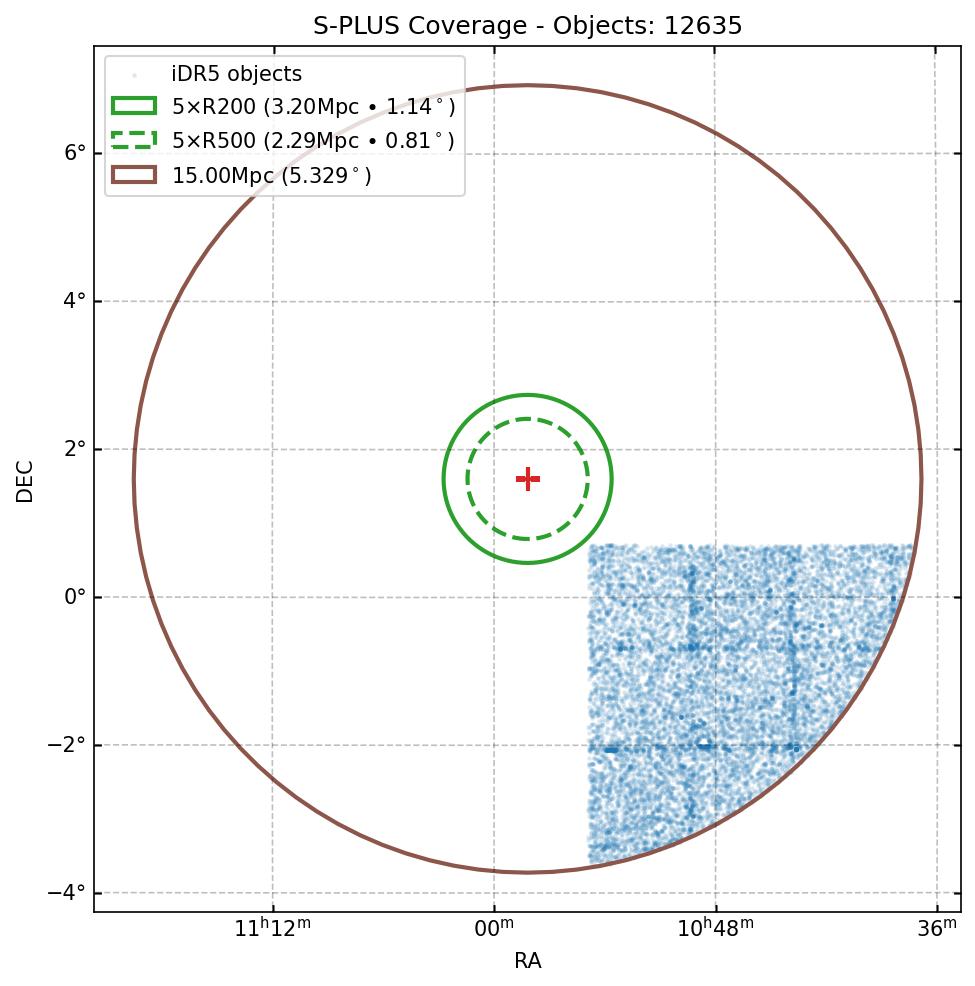 S-PLUS Coverage - Objects: 12635
iDR5 objects
5×R200 (3.20Mpc • 1.14°)
5×R500 (2.29Mpc • 0.81°)
15.00Mpc (5.329°)
6°
4°
2°
0°
−2°
−4°
DEC
11ʰ12ᵐ 00ᵐ 10ʰ48ᵐ 36ᵐ
RA